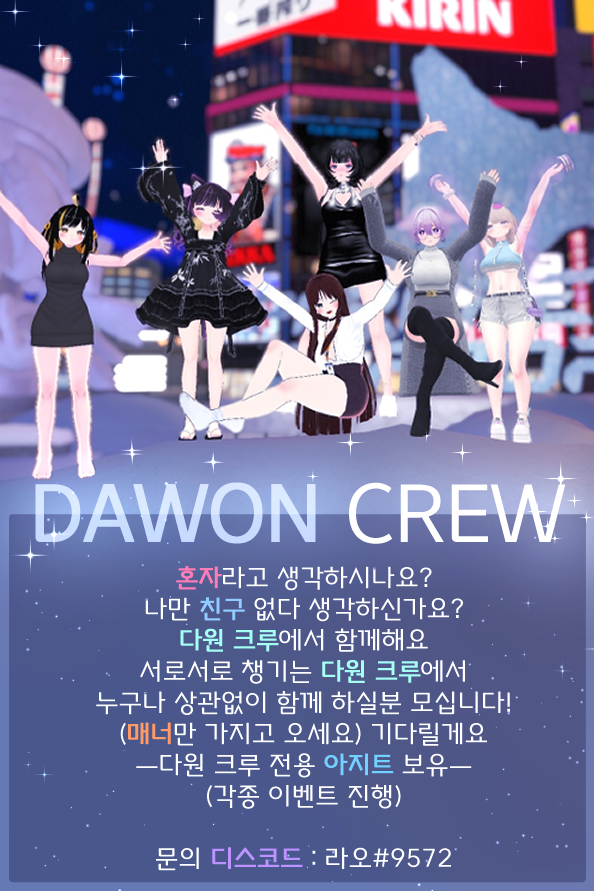 一番搾り
KIRIN
DAWON CREW
혼자라고 생각하시나요?
나만 친구 없다 생각하신가요?
다원 크루에서 함께해요
서로서로 챙기는 다원 크루에서
누구나 상관없이 함께 하실분 모십니다!
(매너만 가지고 오세요) 기다릴게요
—다원 크루 전용 아지트 보유—
(각종 이벤트 진행)
문의 디스코드 : 라오#9572